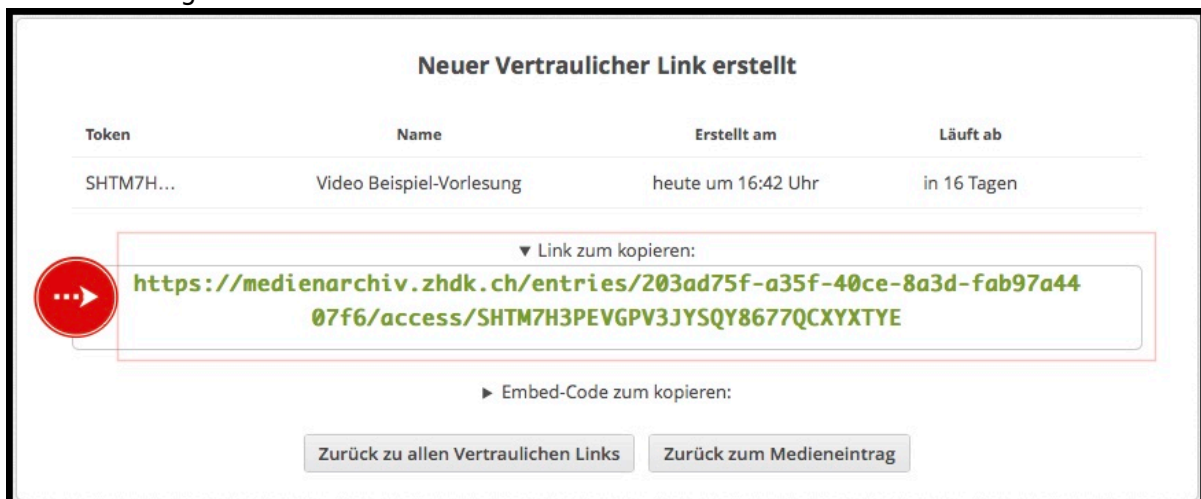 Neuer Vertraulicher Link erstellt
Token Name Erstellt am Läuft ab
SHTM7H... Video Beispiel-Vorlesung heute um 16:42 Uhr in 16 Tagen
▼ Link zum kopieren:
https://medienarchiv.zhdk.ch/entries/203ad75f-a35f-40ce-8a3d-fab97a44
07f6/access/SHTM7H3PEVGPV3JYSQY8677QCXYXTYE
► Embed-Code zum kopieren:
Zurück zu allen Vertraulichen Links Zurück zum Medieneintrag